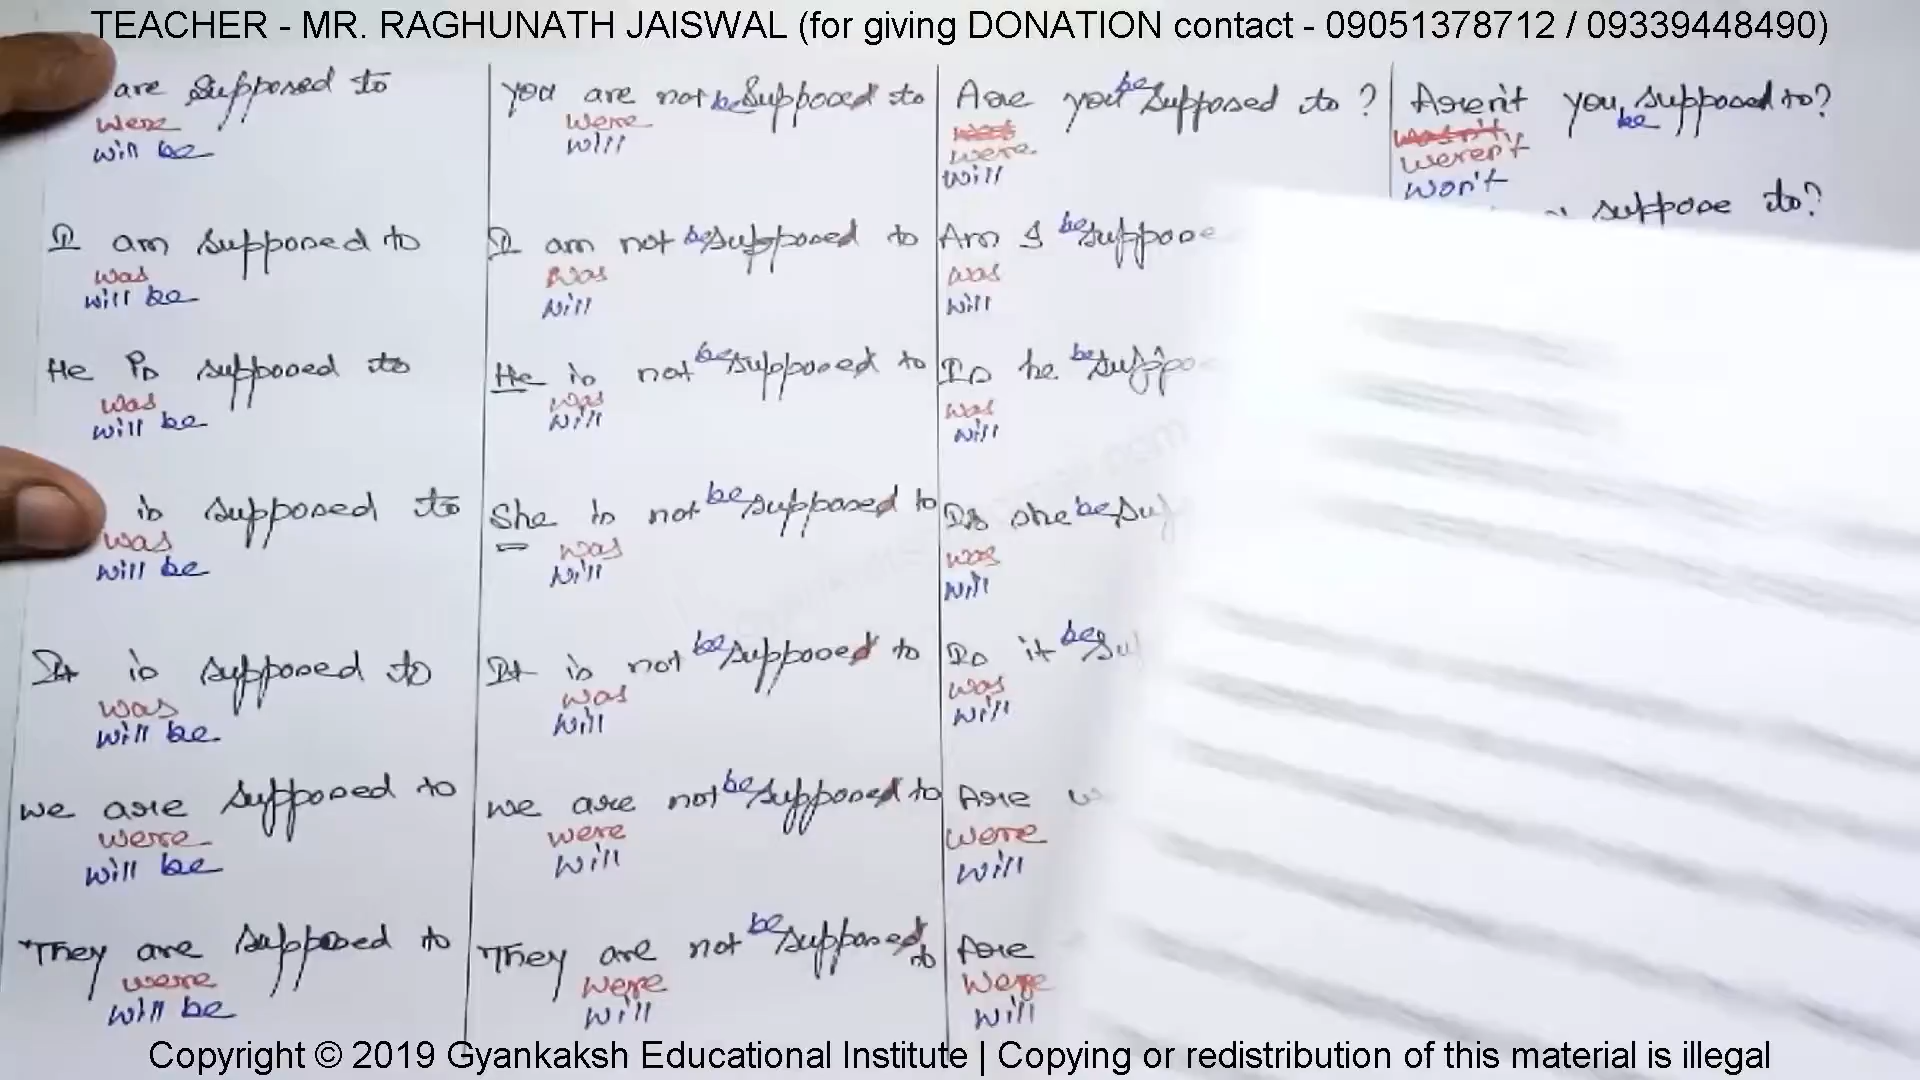 TEACHER - MR. RAGHUNATH JAISWAL (for giving DONATION contact - 09051378712 / 09339448490)
are supposed to
were
will be
I am supposed to
was
will be
He is supposed to
was
will be
is supposed to
was
will be
It is supposed to
was
will be
we are supposed to
were
will be
They are supposed to
were
will be
you are not be supposed to
were
will
I am not be supposed to
was
will
He is not be supposed to
was
will
She is not be supposed to
was
will
It is not be supposed to
was
will
we are not be supposed to
were
will
They are not be supposed to
were
will
Are you be supposed to ?
were
will
Am I be suppose
was
will
Is he be suppo
was
will
Is she be su
was
will
Is it be su
was
will
Are
were
will
Are
were
will
Aren't you be supposed to?
weren't
won't
suppose to?
Copyright © 2019 Gyankaksh Educational Institute | Copying or redistribution of this material is illegal